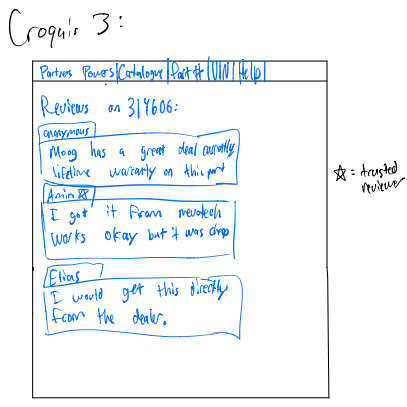 Croquis 3:
Partnes Powers|Catalogue|Part #|VIN|Help|
Reviews on 314606:
anonymous
Moog has a great deal currently
lifetime warranty on this part
Amin ☆
I got it from mevotech
works okay but it was cheap
☆ = trusted
reviewer
Elias
I would get this directly
from the dealer.